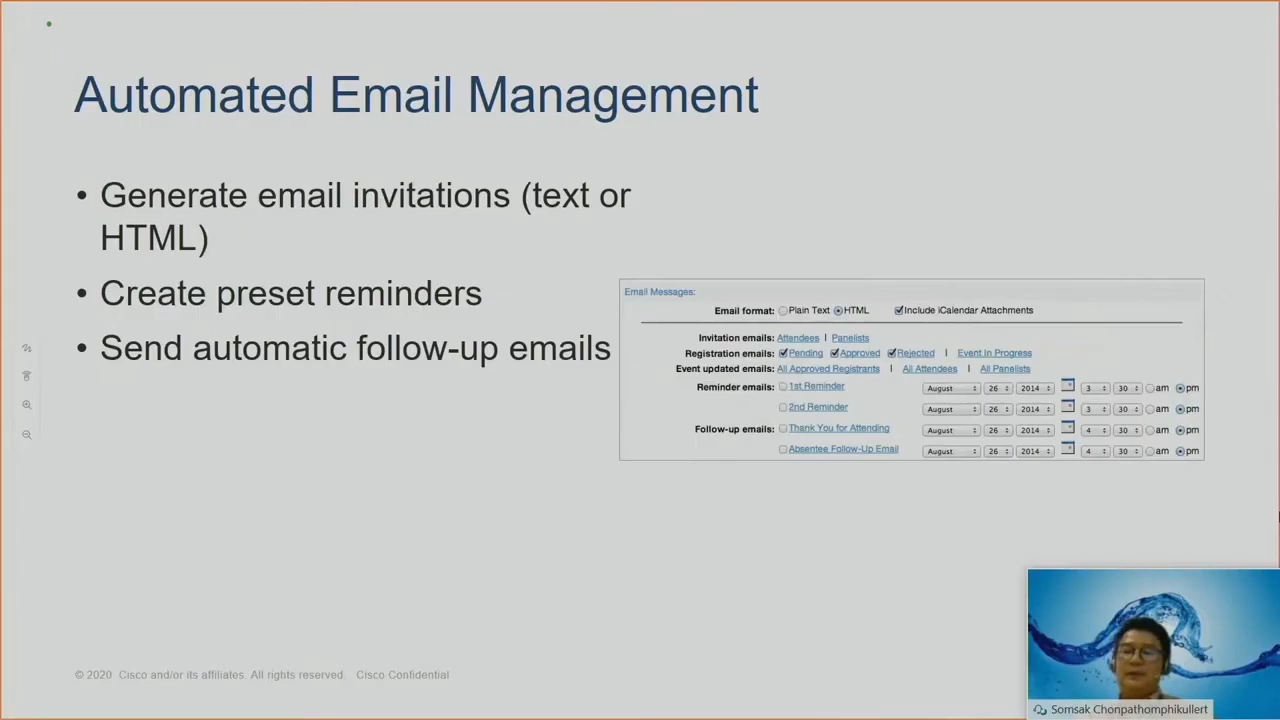 Automated Email Management
• Generate email invitations (text or
HTML)
• Create preset reminders
• Send automatic follow-up emails
Email Messages:
Email format: Plain Text HTML Include iCalendar Attachments
Invitation emails: Attendees | Panelists
Registration emails: Pending Approved Rejected | Event In Progress
Event updated emails: All Approved Registrants | All Attendees | All Panelists
Reminder emails: 1st Reminder August 26 2014 3 30 am pm
2nd Reminder August 26 2014 3 30 am pm
Follow-up emails: Thank You for Attending August 26 2014 4 30 am pm
Absentee Follow-Up Email August 26 2014 4 30 am pm
© 2020 Cisco and/or its affiliates. All rights reserved. Cisco Confidential
Somsak Chonpathomphikullert